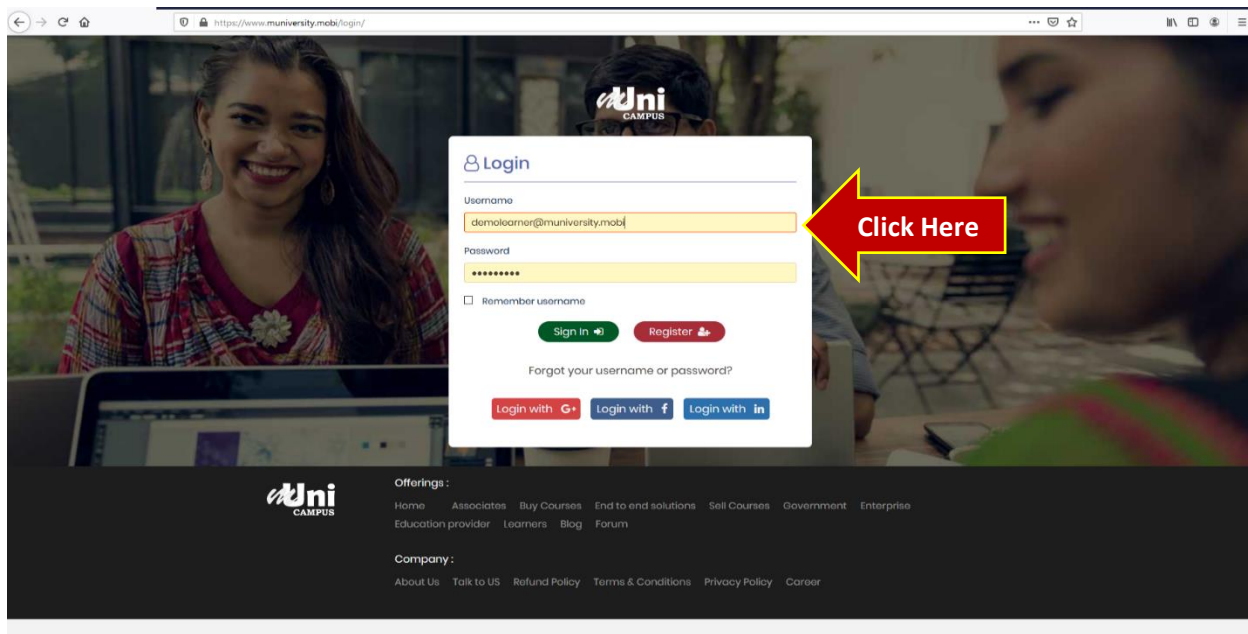 https://www.muniversity.mobi/login/
mUni
CAMPUS
Login
Username
demolearner@muniversity.mobi
Click Here
Password
•••••••••
Remember username
Sign In
Register
Forgot your username or password?
Login with G+
Login with f
Login with in
mUni
CAMPUS
Offerings :
Home Associates Buy Courses End to end solutions Sell Courses Government Enterprise
Education provider Learners Blog Forum
Company :
About Us Talk to US Refund Policy Terms & Conditions Privacy Policy Career